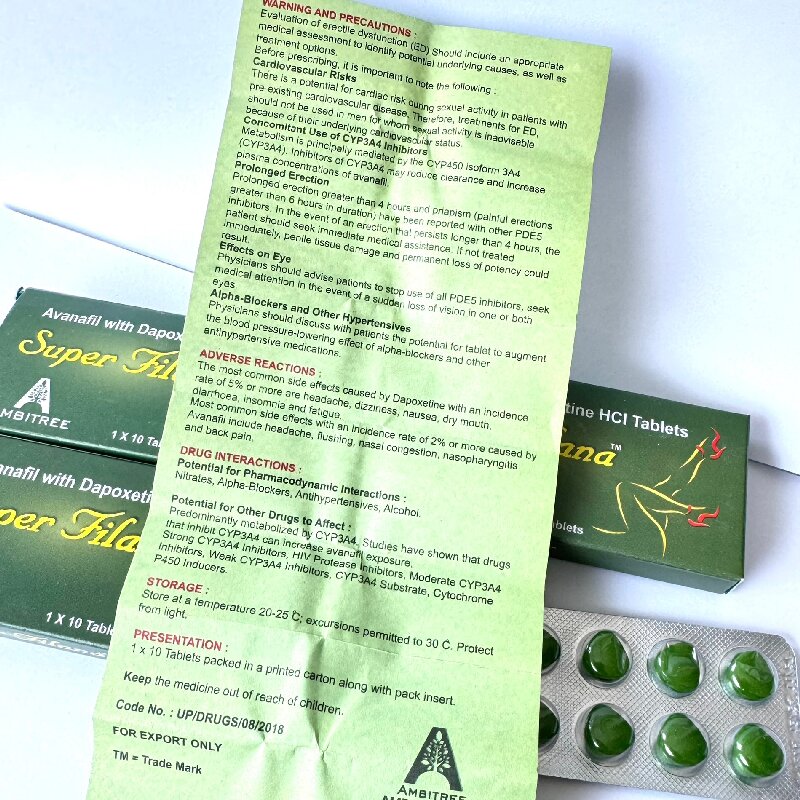 WARNING AND PRECAUTIONS :
Evaluation of erectile dysfunction (ED) Should include an appropriate
medical assessment to identify potential underlying causes, as well as
treatment options.
Before prescribing, it is important to note the following :
Cardiovascular Risks
There is a potential for cardiac risk during sexual activity in patients with
pre existing cardiovascular disease. Therefore, treatments for ED,
should not be used in men for whom sexual activity is inadvisable
because of their underlying cardiovascular status.
Concomitant Use of CYP3A4 Inhibitors
Metabolism is principally mediated by the CYP450 isoform 3A4
(CYP3A4). Inhibitors of CYP3A4 may reduce clearance and increase
plasma concentrations of avanafil.
Prolonged Erection
Prolonged erection greater than 4 hours and priapism (painful erections
greater than 6 hours in duration) have been reported with other PDE5
inhibitors. In the event of an erection that persists longer than 4 hours, the
patient should seek immediate medical assistance. If not treated
immediately, penile tissue damage and permanent loss of potency could
result.
Effects on Eye
Physicians should advise patients to stop use of all PDE5 inhibitors, seek
medical attention in the event of a sudden loss of vision in one or both
eyes
Alpha-Blockers and Other Hypertensives
Physicians should discuss with patients the potential for tablet to augment
the blood pressure-lowering effect of alpha-blockers and other
antihypertensive medications.
ADVERSE REACTIONS :
The most common side effects caused by Dapoxetine with an incidence
rate of 5% or more are headache, dizziness, nausea, dry mouth,
diarrhoea, insomnia and fatigue.
Most common side effects with an incidence rate of 2% or more caused by
Avanafil include headache, flushing, nasal congestion, nasopharyngitis
and back pain.
DRUG INTERACTIONS :
Potential for Pharmacodynamic Interactions :
Nitrates, Alpha-Blockers, Antihypertensives, Alcohol.
Potential for Other Drugs to Affect :
Predominantly metabolized by CYP3A4. Studies have shown that drugs
that inhibit CYP3A4 can increase avanafil exposure.
Strong CYP3A4 Inhibitors, HIV Protease Inhibitors, Moderate CYP3A4
Inhibitors, Weak CYP3A4 Inhibitors, CYP3A4 Substrate, Cytochrome
P450 Inducers.
STORAGE :
Store at a temperature 20-25 C; excursions permitted to 30 C. Protect
from light.
PRESENTATION :
1 X 10 Tablets packed in a printed carton along with pack insert.
Keep the medicine out of reach of children.
Code No. : UP/DRUGS/08/2018
FOR EXPORT ONLY
TM = Trade Mark
AMBITREE
Avanafil with Dapox
Super Fil
MBITREE
1 X 10 Ta
anafil with Dapoxeti
per Fila
1 X 10 Table
tine HCl Tablets
ana™
blets